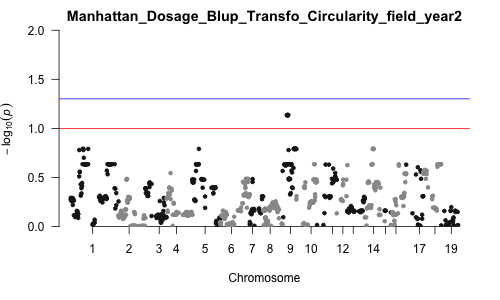 Manhattan_Dosage_Blup_Transfo_Circularity_field_year2
2.0
1.5
1.0
0.5
0.0
− log10(p)
1 2 3 4 5 6 7 8 9 10 12 14 17 19
Chromosome